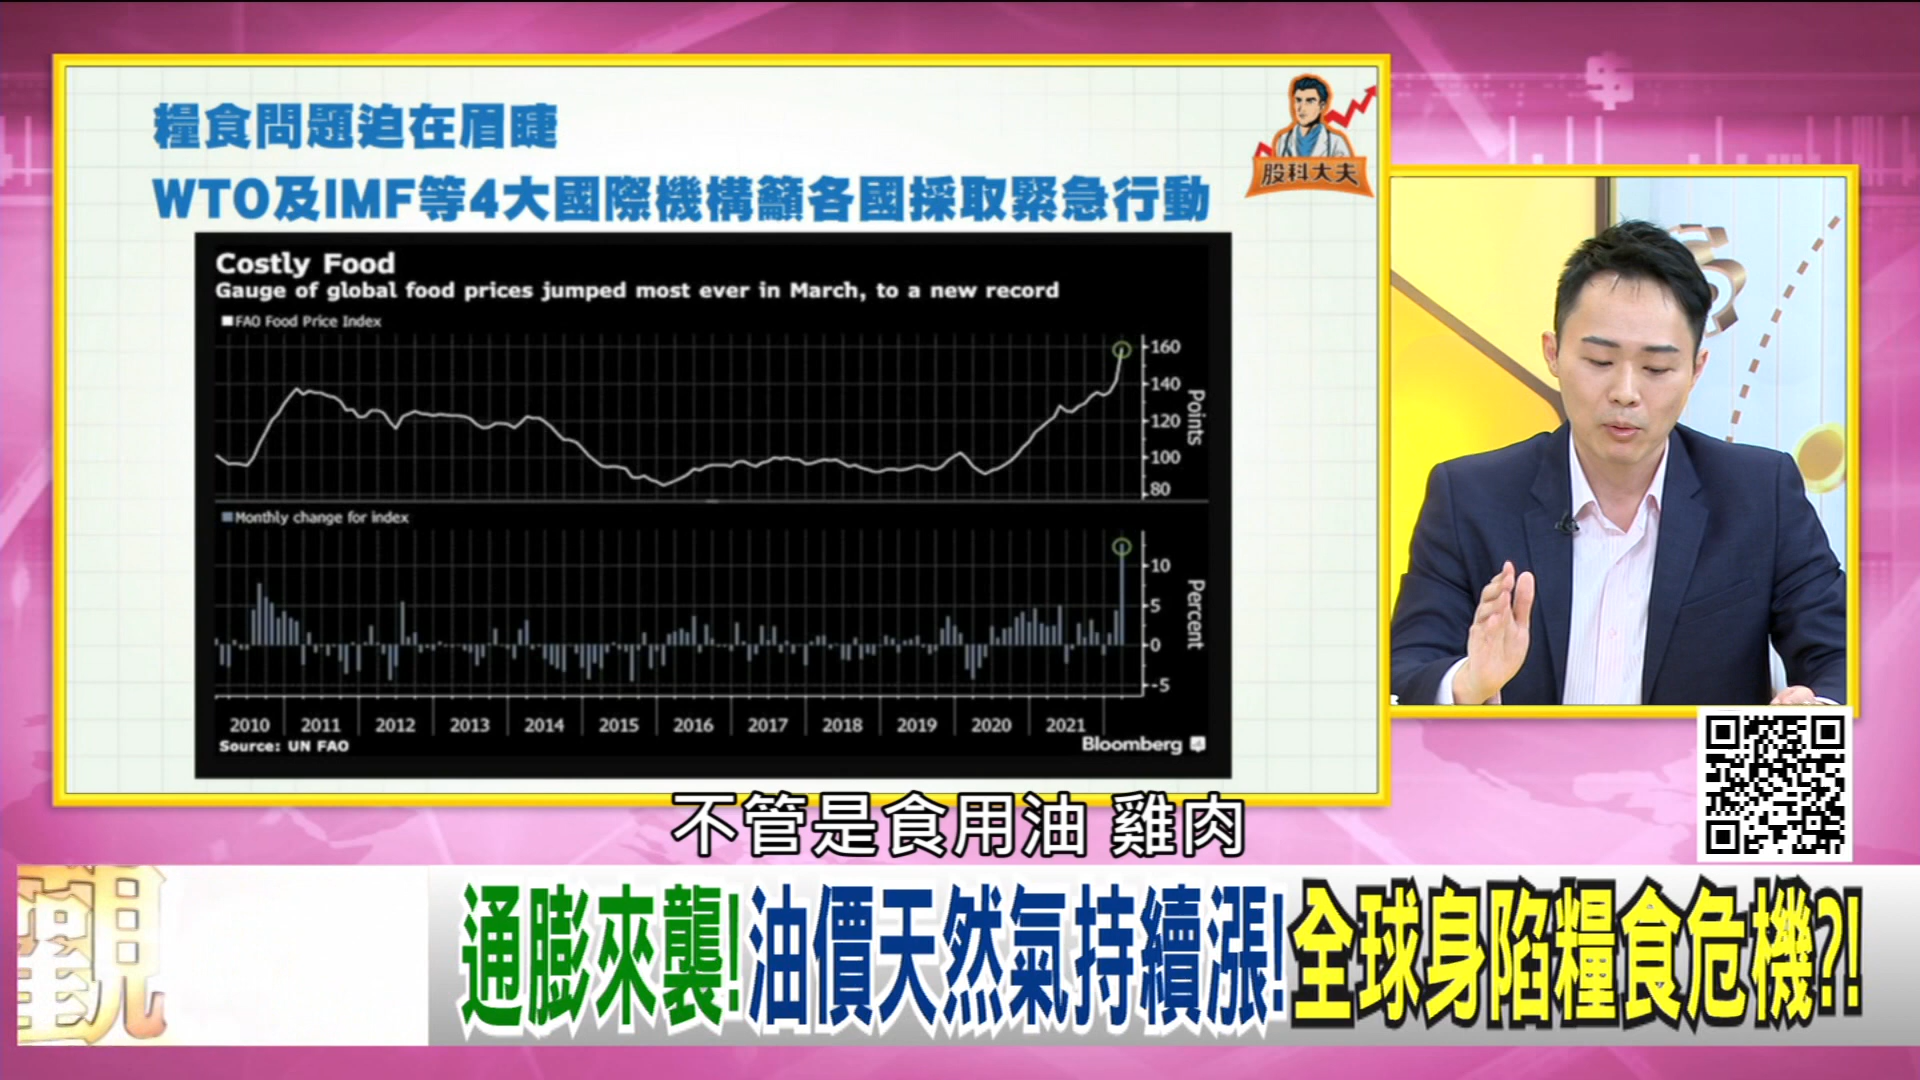 糧食問題迫在眉睫
WTO及IMF等4大國際機構籲各國採取緊急行動
股科大夫
Costly Food
Gauge of global food prices jumped most ever in March, to a new record
FAO Food Price Index
160
140
120
100
80
Points
Monthly change for index
10
5
0
-5
Percent
2010 2011 2012 2013 2014 2015 2016 2017 2018 2019 2020 2021
Source: UN FAO
Bloomberg
不管是食用油 雞肉
觀
通膨來襲!油價天然氣持續漲!全球身陷糧食危機?!